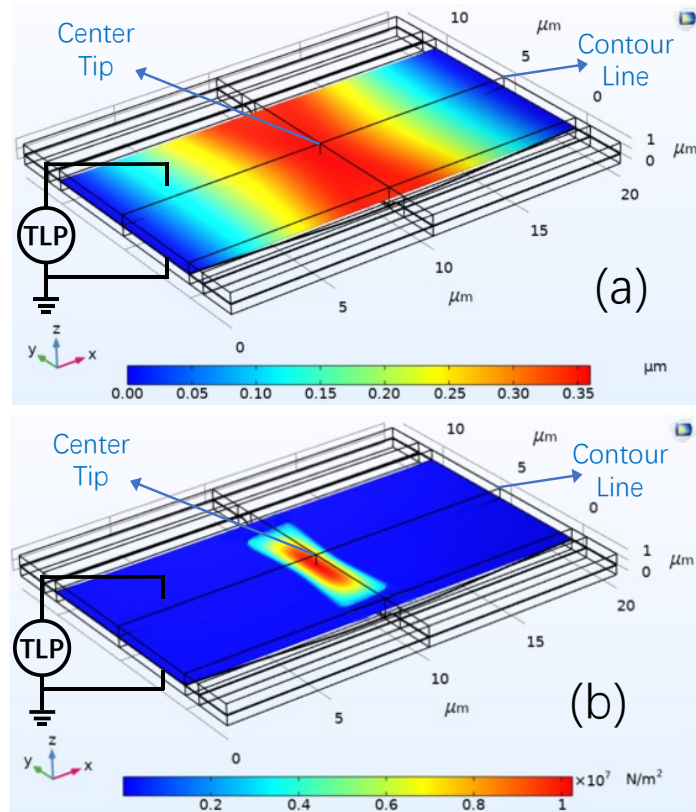 Center
Tip
10
μm
5
Contour
Line
0
(a)
1
0
μm
20
15
TLP
10
μm
5
(a)
z
y
x
0
μm
0.00 0.05 0.10 0.15 0.20 0.25 0.30 0.35
Center
Tip
10
μm
5
Contour
Line
0
1
0
μm
20
15
TLP
10
μm
5
(b)
z
y
x
0
×10⁷ N/m²
0.2 0.4 0.6 0.8 1